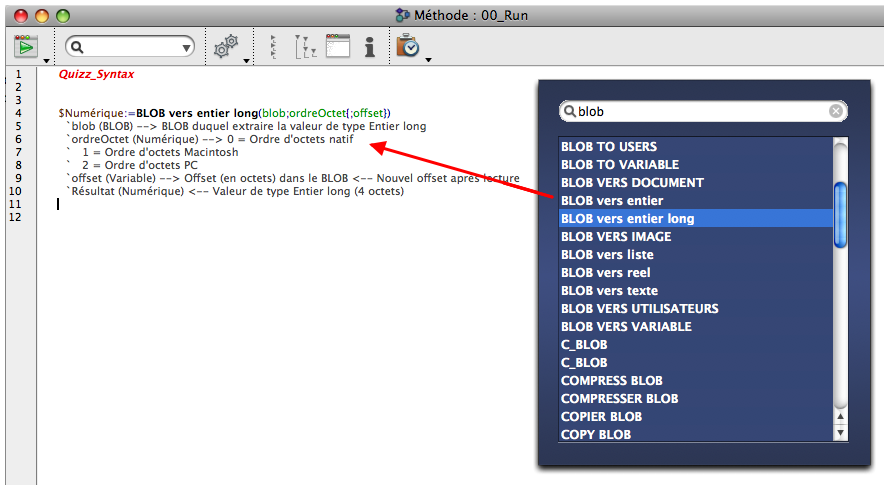 Méthode : 00_Run
1 Quizz_Syntax
2
3
4 $Numérique:=BLOB vers entier long(blob;ordreOctet{;offset})
5 `blob (BLOB) --> BLOB duquel extraire la valeur de type Entier long
6 `ordreOctet (Numérique) --> 0 = Ordre d'octets natif
7 ` 1 = Ordre d'octets Macintosh
8 ` 2 = Ordre d'octets PC
9 `offset (Variable) --> Offset (en octets) dans le BLOB <-- Nouvel offset après lecture
10 `Résultat (Numérique) <-- Valeur de type Entier long (4 octets)
11
12
blob
BLOB TO USERS
BLOB TO VARIABLE
BLOB VERS DOCUMENT
BLOB vers entier
BLOB vers entier long
BLOB VERS IMAGE
BLOB vers liste
BLOB vers reel
BLOB vers texte
BLOB VERS UTILISATEURS
BLOB VERS VARIABLE
C_BLOB
C_BLOB
COMPRESS BLOB
COMPRESSER BLOB
COPIER BLOB
COPY BLOB